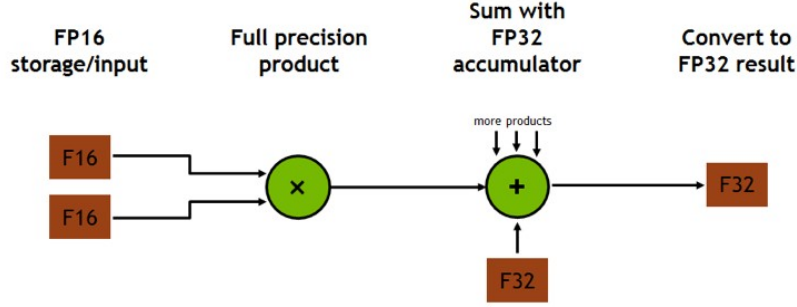 FP16
storage/input
Full precision
product
Sum with
FP32
accumulator
Convert to
FP32 result
more products
F16
F16
×
+
F32
F32